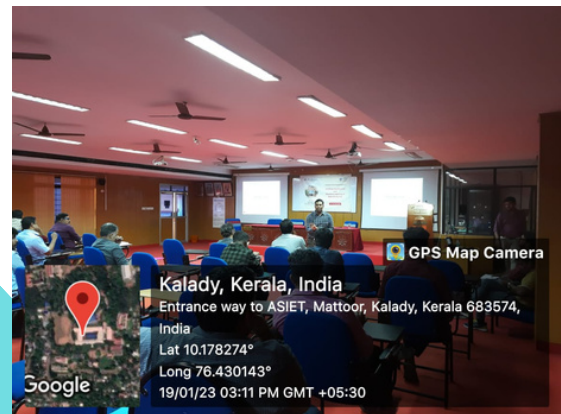 GPS Map Camera
Kalady, Kerala, India
Entrance way to ASIET, Mattoor, Kalady, Kerala 683574,
India
Lat 10.178274°
Long 76.430143°
19/01/23 03:11 PM GMT +05:30
Google